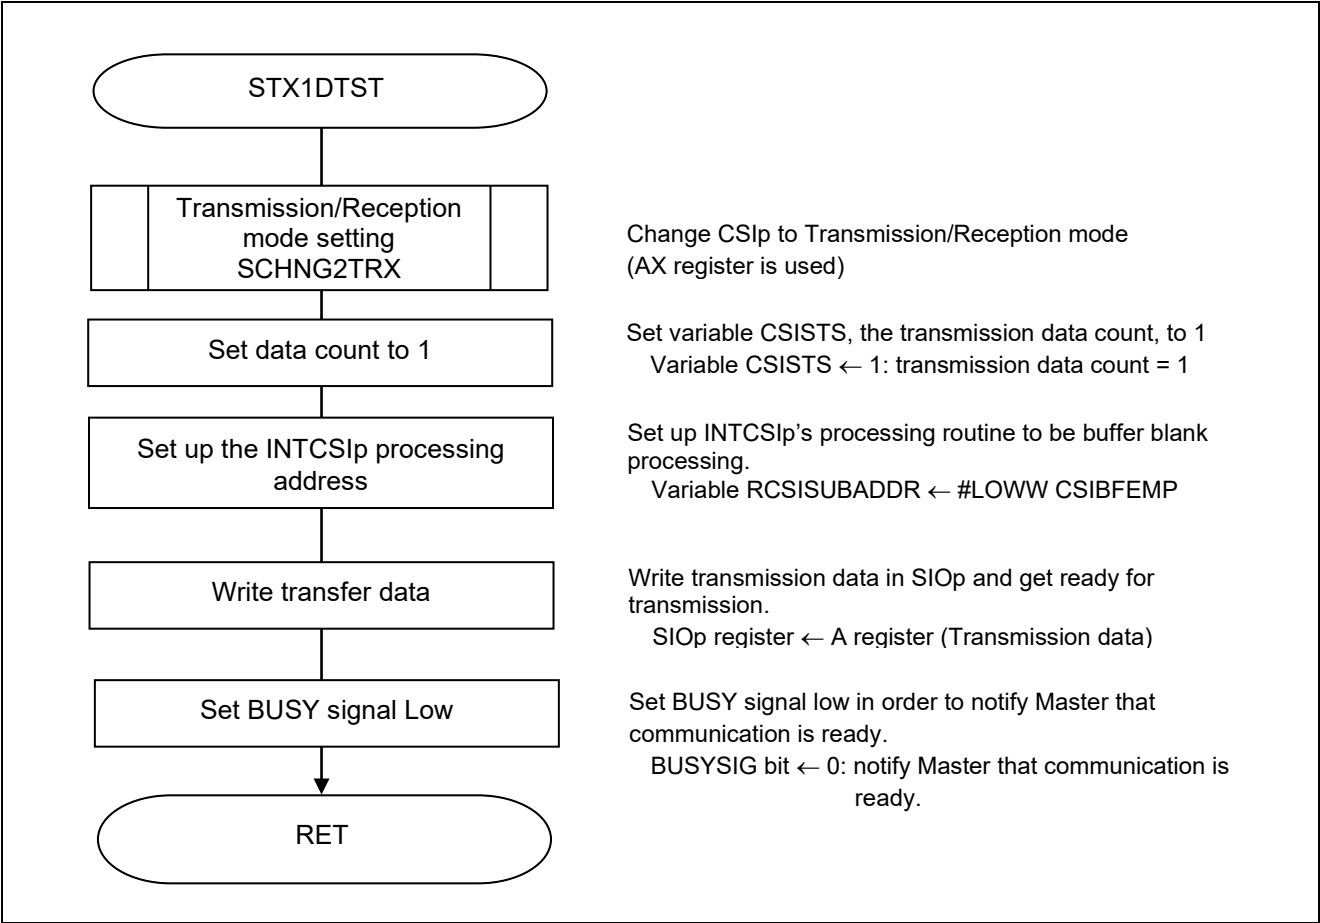 STX1DTST
Transmission/Reception
mode setting
SCHNG2TRX
Change CSIp to Transmission/Reception mode
(AX register is used)
Set data count to 1
Set variable CSISTS, the transmission data count, to 1
Variable CSISTS ← 1: transmission data count = 1
Set up the INTCSIp processing
address
Set up INTCSIp’s processing routine to be buffer blank
processing.
Variable RCSISUBADDR ← #LOWW CSIBFEMP
Write transfer data
Write transmission data in SIOp and get ready for
transmission.
SIOp register ← A register (Transmission data)
Set BUSY signal Low
Set BUSY signal low in order to notify Master that
communication is ready.
BUSYSIG bit ← 0: notify Master that communication is
ready.
RET